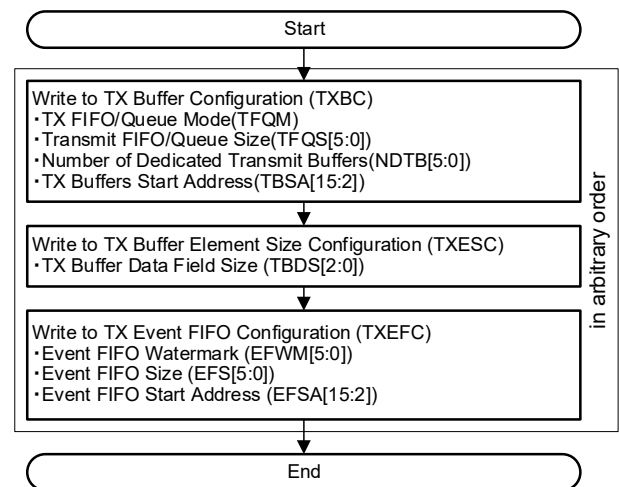 Start
Write to TX Buffer Configuration (TXBC)
･TX FIFO/Queue Mode(TFQM)
･Transmit FIFO/Queue Size(TFQS[5:0])
･Number of Dedicated Transmit Buffers(NDTB[5:0])
･TX Buffers Start Address(TBSA[15:2])
Write to TX Buffer Element Size Configuration (TXESC)
･TX Buffer Data Field Size (TBDS[2:0])
Write to TX Event FIFO Configuration (TXEFC)
･Event FIFO Watermark (EFWM[5:0])
･Event FIFO Size (EFS[5:0])
･Event FIFO Start Address (EFSA[15:2])
in arbitrary order
End